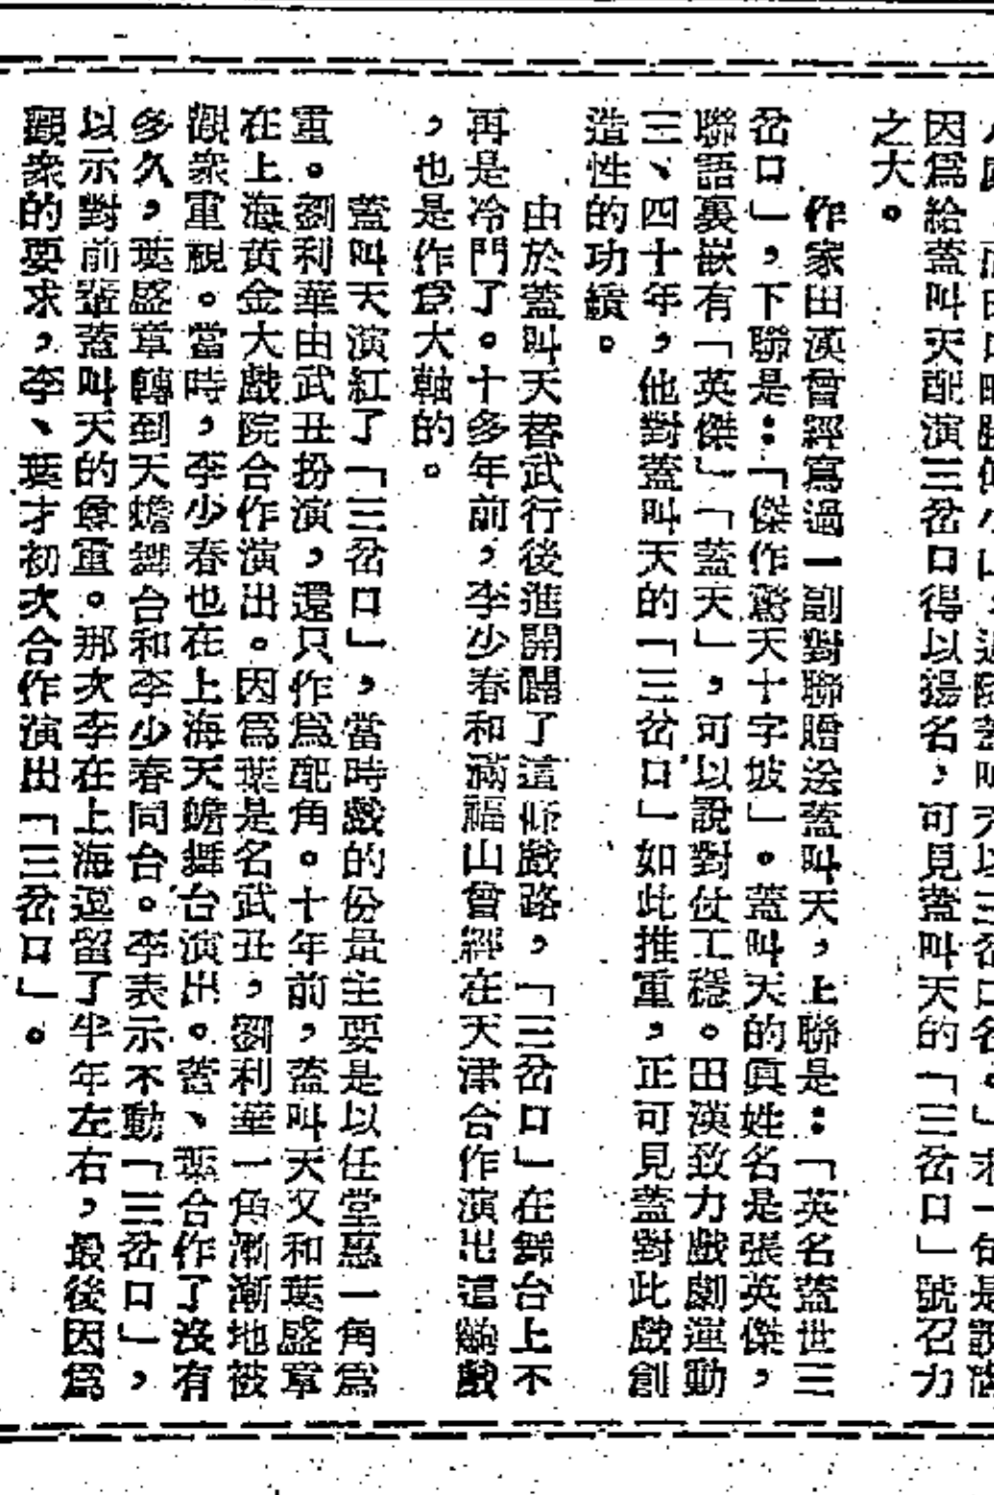 因爲給蓋叫天配演三岔口得以揚名，可見蓋叫天的「三岔口」號召力
之大。
作家田漢曾經寫過一副對聯贈送蓋叫天，上聯是：「英名蓋世三
岔口」，下聯是：「傑作驚天十字坡」。蓋叫天的眞姓名是張英傑，
聯語裏嵌有「英傑」「蓋天」，可以說對仗工穩。田漢致力戲劇運動
三、四十年，他對蓋叫天的「三岔口」如此推重，正可見蓋對此戲創
造性的功績。
由於蓋叫天替武行後進開闢了這條戲路，「三岔口」在舞台上不
再是冷門了。十多年前，李少春和滿福山曾經在天津合作演出這齣戲
，也是作爲大軸的。
蓋叫天演紅了「三岔口」，當時戲的份量主要是以任堂惠一角爲
重。劉利華由武丑扮演，還只作爲配角。十年前，蓋叫天又和葉盛章
在上海黃金大戲院合作演出。因爲葉是名武丑，劉利華一角漸漸地被
觀衆重視。當時，李少春也在上海天蟾舞台演出。蓋、葉合作了沒有
多久，葉盛章轉到天蟾舞台和李少春同台。李表示不動「三岔口」，
以示對前輩蓋叫天的尊重。那次李在上海逗留了半年左右，最後因爲
觀衆的要求，李、葉才初次合作演出「三岔口」。